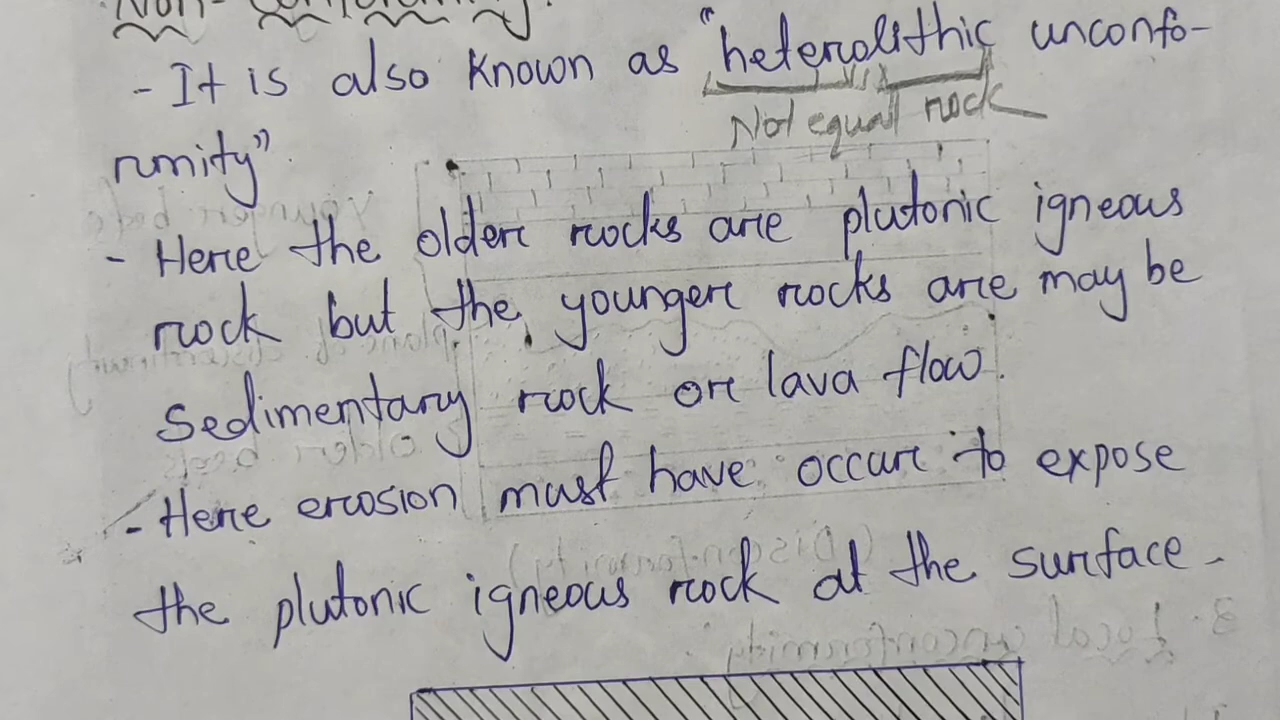 Non-Conformity:
- It is also known as "heterolithic unconfo-
Not equal rock
rmity"
- Here the older rocks are plutonic igneous
rock but the younger rocks are may be
sedimentary rock or lava flow.
- Here erosion must have occur to expose
the plutonic igneous rock at the surface.